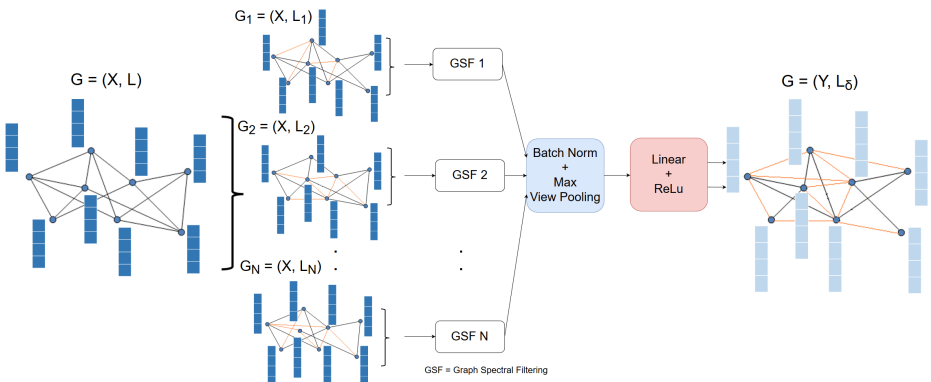 G = (X, L)
G₁ = (X, L₁)
G₂ = (X, L₂)
.
.
G_N = (X, L_N)
GSF 1
GSF 2
.
.
GSF N
Batch Norm
+
Max
View Pooling
Linear
+
ReLu
G = (Y, L_δ)
GSF = Graph Spectral Filtering